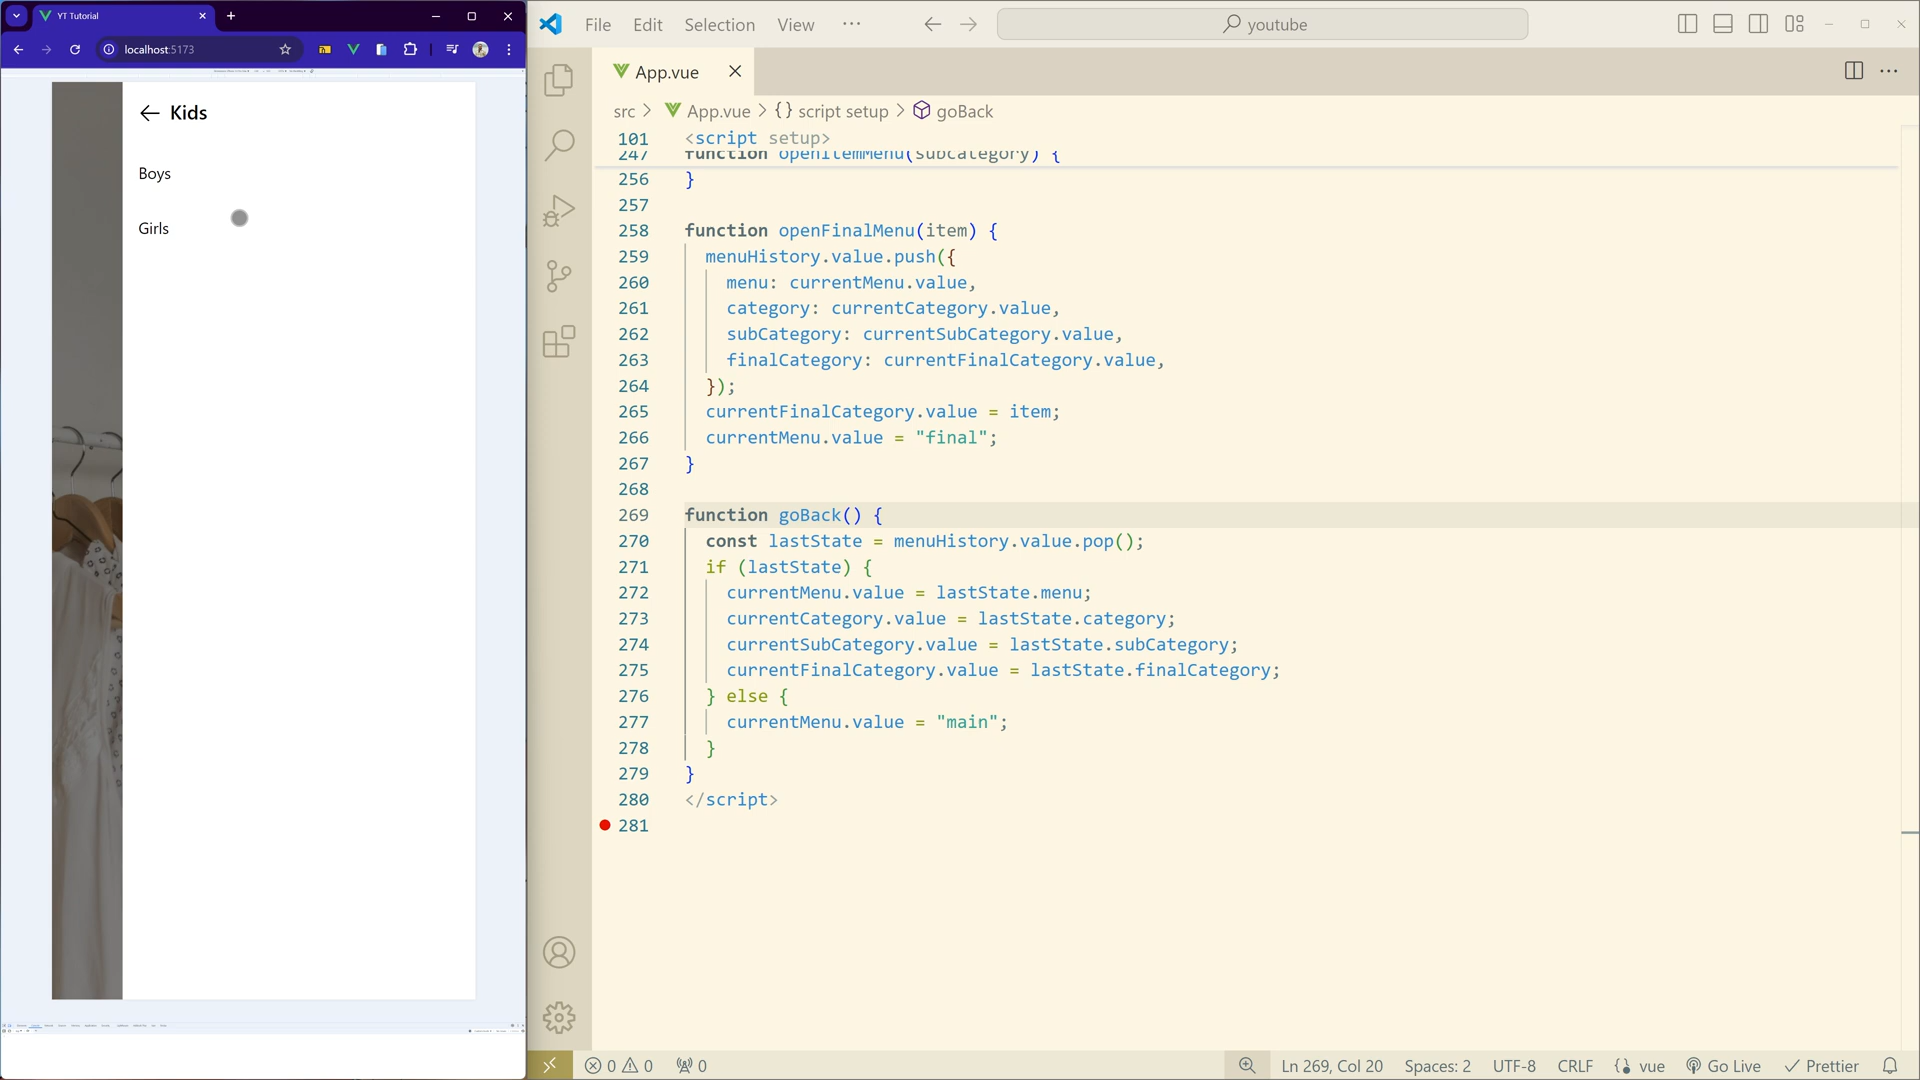 YT Tutorial
localhost:5173
Kids
Boys
Girls
File Edit Selection View ···
youtube
App.vue
src > App.vue > {} script setup > goBack
101 <script setup>
247 function openItemMenu(subcategory) {
256 }
257
258 function openFinalMenu(item) {
259 menuHistory.value.push({
260 menu: currentMenu.value,
261 category: currentCategory.value,
262 subCategory: currentSubCategory.value,
263 finalCategory: currentFinalCategory.value,
264 });
265 currentFinalCategory.value = item;
266 currentMenu.value = "final";
267 }
268
269 function goBack() {
270 const lastState = menuHistory.value.pop();
271 if (lastState) {
272 currentMenu.value = lastState.menu;
273 currentCategory.value = lastState.category;
274 currentSubCategory.value = lastState.subCategory;
275 currentFinalCategory.value = lastState.finalCategory;
276 } else {
277 currentMenu.value = "main";
278 }
279 }
280 </script>
281
0 0 0 Ln 269, Col 20 Spaces: 2 UTF-8 CRLF vue Go Live Prettier